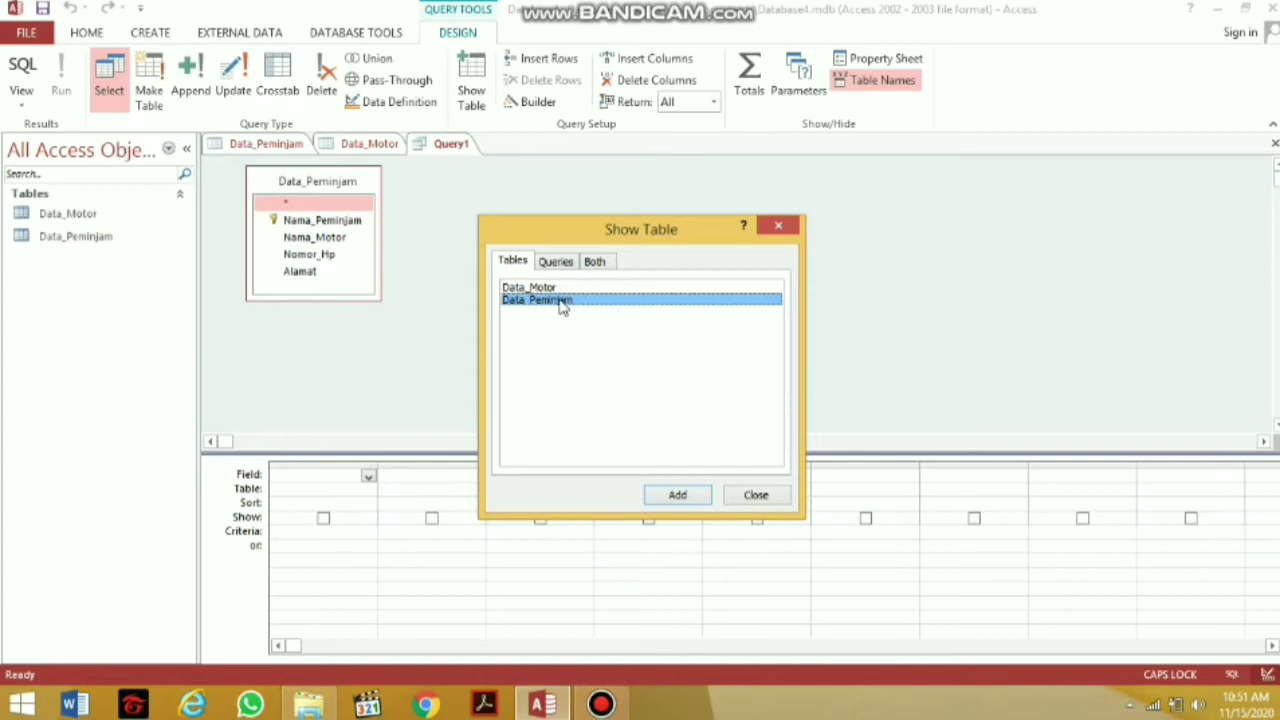 QUERY TOOLS
www.BANDICAM.com
Database4.mdb (Access 2002 - 2003 file format) - Access
FILE HOME CREATE EXTERNAL DATA DATABASE TOOLS DESIGN Sign in
SQL
View
Run
Select
Make Table
Append
Update
Crosstab
Delete
Union
Pass-Through
Data Definition
Show Table
Insert Rows
Delete Rows
Builder
Insert Columns
Delete Columns
Return: All
Totals
Parameters
Property Sheet
Table Names
Results Query Type Query Setup Show/Hide
All Access Obje...
Search...
Tables
Data_Motor
Data_Peminjam
Data_Peminjam Data_Motor Query1
Data_Peminjam
*
Nama_Peminjam
Nama_Motor
Nomor_Hp
Alamat
Show Table
Tables Queries Both
Data_Motor
Data_Peminjam
Add Close
Field:
Table:
Sort:
Show:
Criteria:
or:
Ready CAPS LOCK SQL
321
10:51 AM
11/15/2020